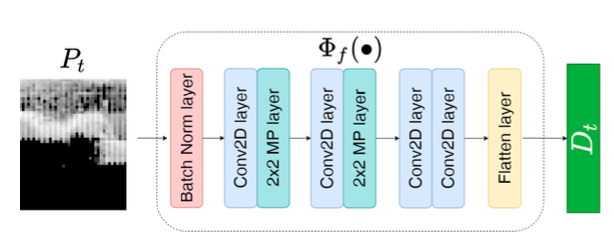 P_t
Φ_f(•)
Batch Norm layer
Conv2D layer
2x2 MP layer
Conv2D layer
2x2 MP layer
Conv2D layer
Conv2D layer
Flatten layer
D_t